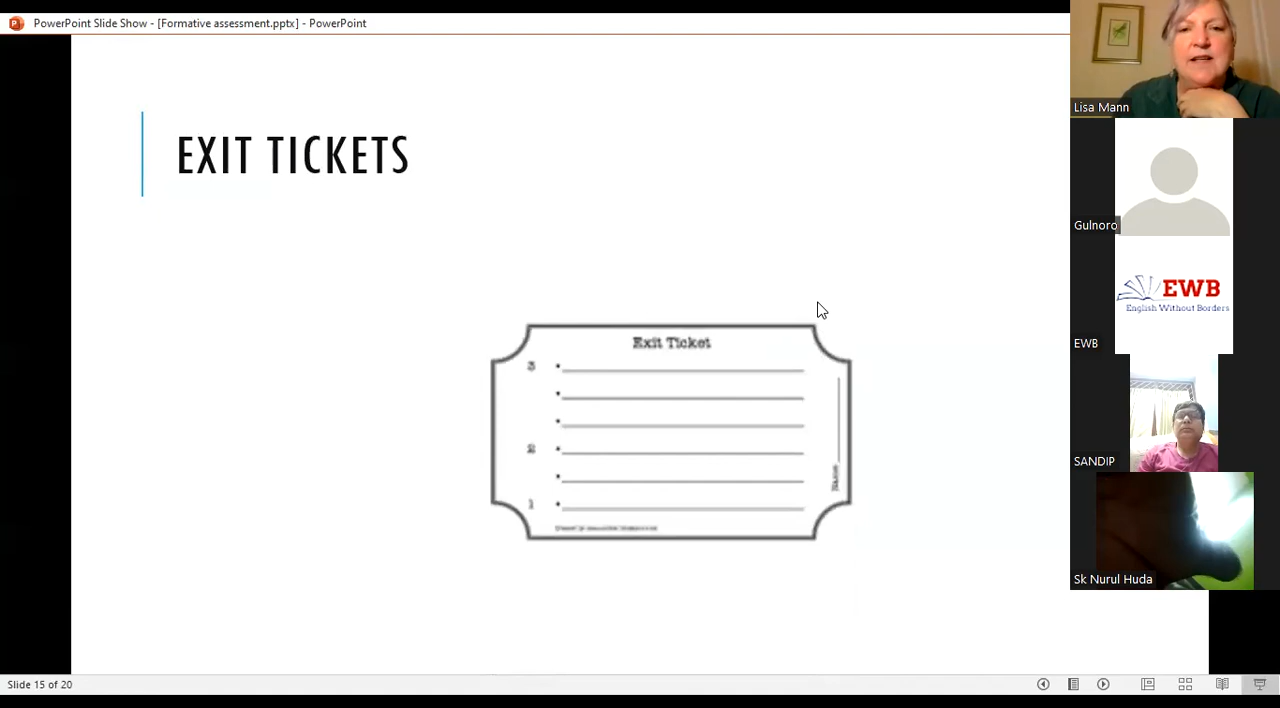 PowerPoint Slide Show - [Formative assessment.pptx] - PowerPoint
EXIT TICKETS
Exit Ticket
3
2
1
Name
Lisa Mann
Gulnoro
EWB
English Without Borders
EWB
SANDIP
Sk Nurul Huda
Slide 15 of 20